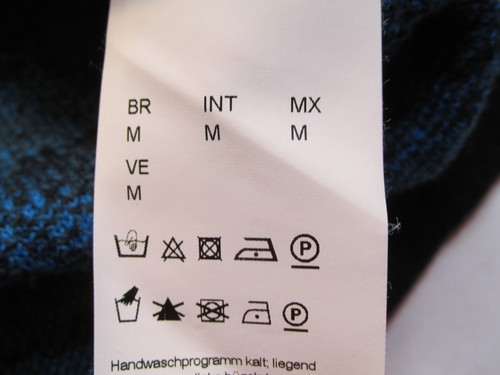 BR INT MX
M M M
VE
M
P
P
Handwaschprogramm kalt; liegend